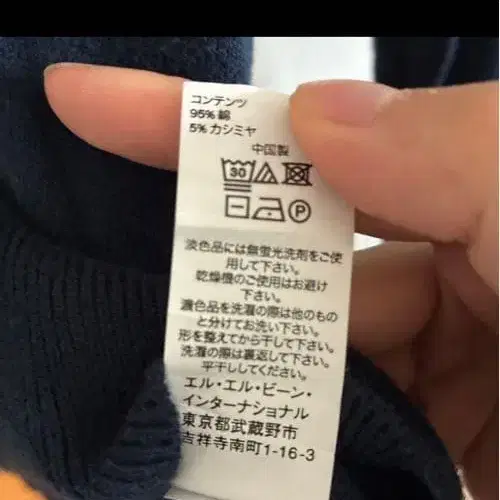 コンテンツ
95% 綿
5% カシミヤ
中国製
30
P
淡色品には無蛍光洗剤をご使
用して下さい。
乾燥機のご使用はお避け
下さい。
濃色品を洗濯の際は他のもの
と分けてお洗い下さい。
形を整えてから干して下さい。
洗濯の際は裏返して下さい。
平干ししてください。
エル・エル・ビーン・
インターナショナル
東京都武蔵野市
吉祥寺南町1-16-3